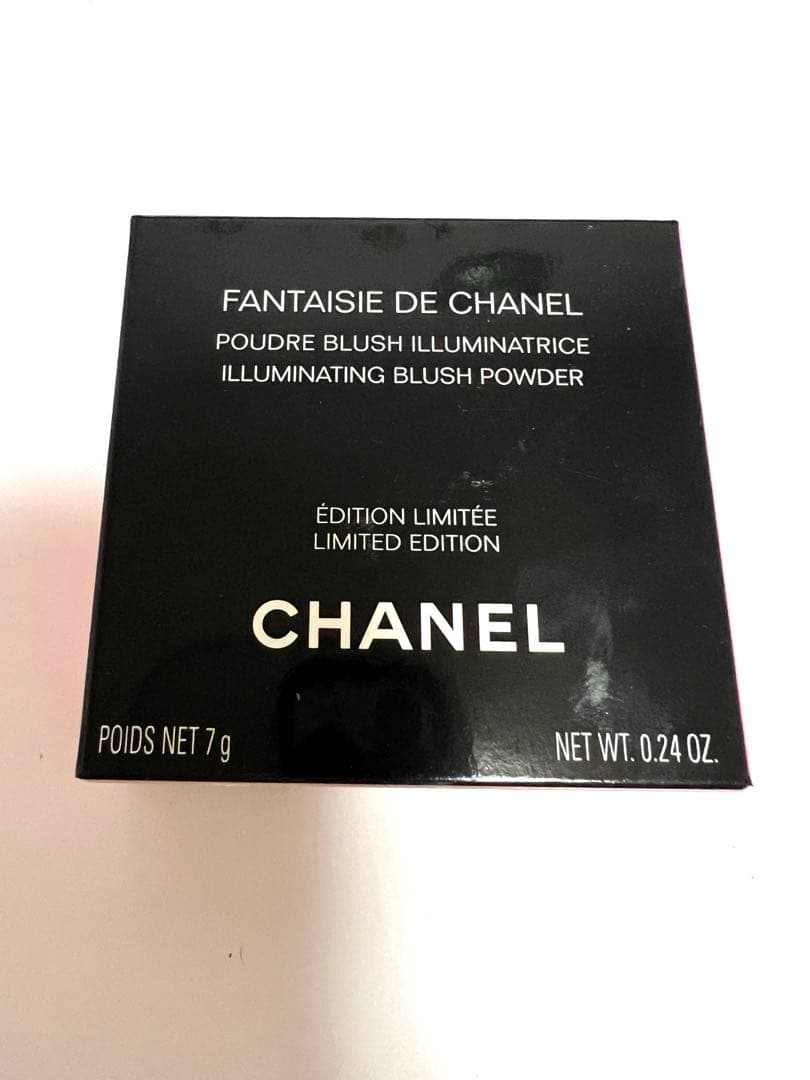 FANTAISIE DE CHANEL
POUDRE BLUSH ILLUMINATRICE
ILLUMINATING BLUSH POWDER
ÉDITION LIMITÉE
LIMITED EDITION
CHANEL
POIDS NET 7 g NET WT. 0.24 OZ.